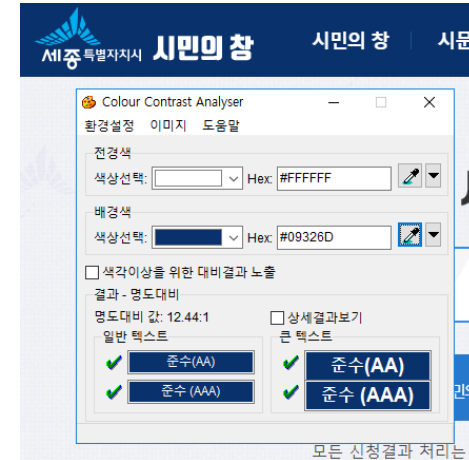 세종특별자치시 시민의 창 시민의 창
Colour Contrast Analyser
환경설정 이미지 도움말
전경색
색상선택: Hex: #FFFFFF
배경색
색상선택: Hex: #09326D
색각이상을 위한 대비결과 노출
결과 - 명도대비
명도대비 값: 12.44:1 상세결과보기
일반 텍스트 큰 텍스트
준수(AA) 준수(AA)
준수 (AAA) 준수 (AAA)
모든 신청결과 처리는